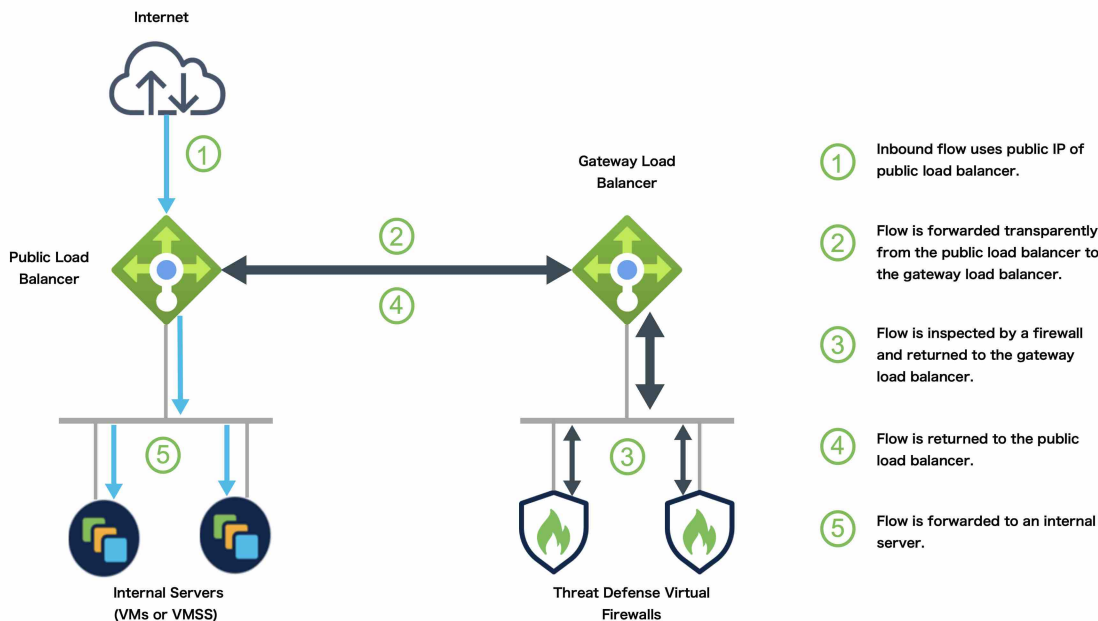 Internet
1
Gateway Load
Balancer
2
Public Load
Balancer
4
5
3
Internal Servers
(VMs or VMSS)
Threat Defense Virtual
Firewalls
1
Inbound flow uses public IP of
public load balancer.
2
Flow is forwarded transparently
from the public load balancer to
the gateway load balancer.
3
Flow is inspected by a firewall
and returned to the gateway
load balancer.
4
Flow is returned to the public
load balancer.
5
Flow is forwarded to an internal
server.